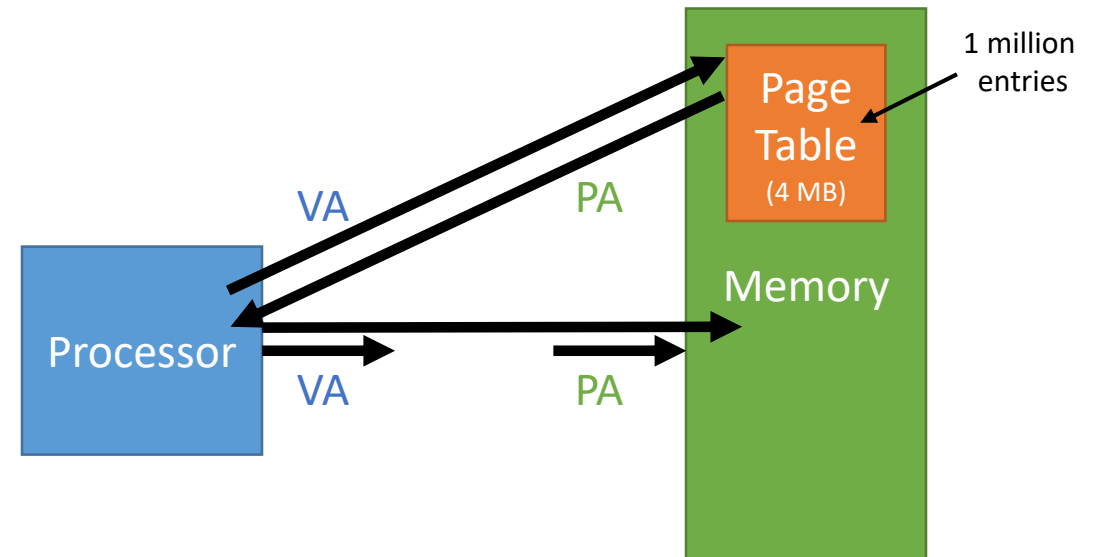 1 million
entries
Page
Table
(4 MB)
VA
PA
Memory
Processor
VA
PA